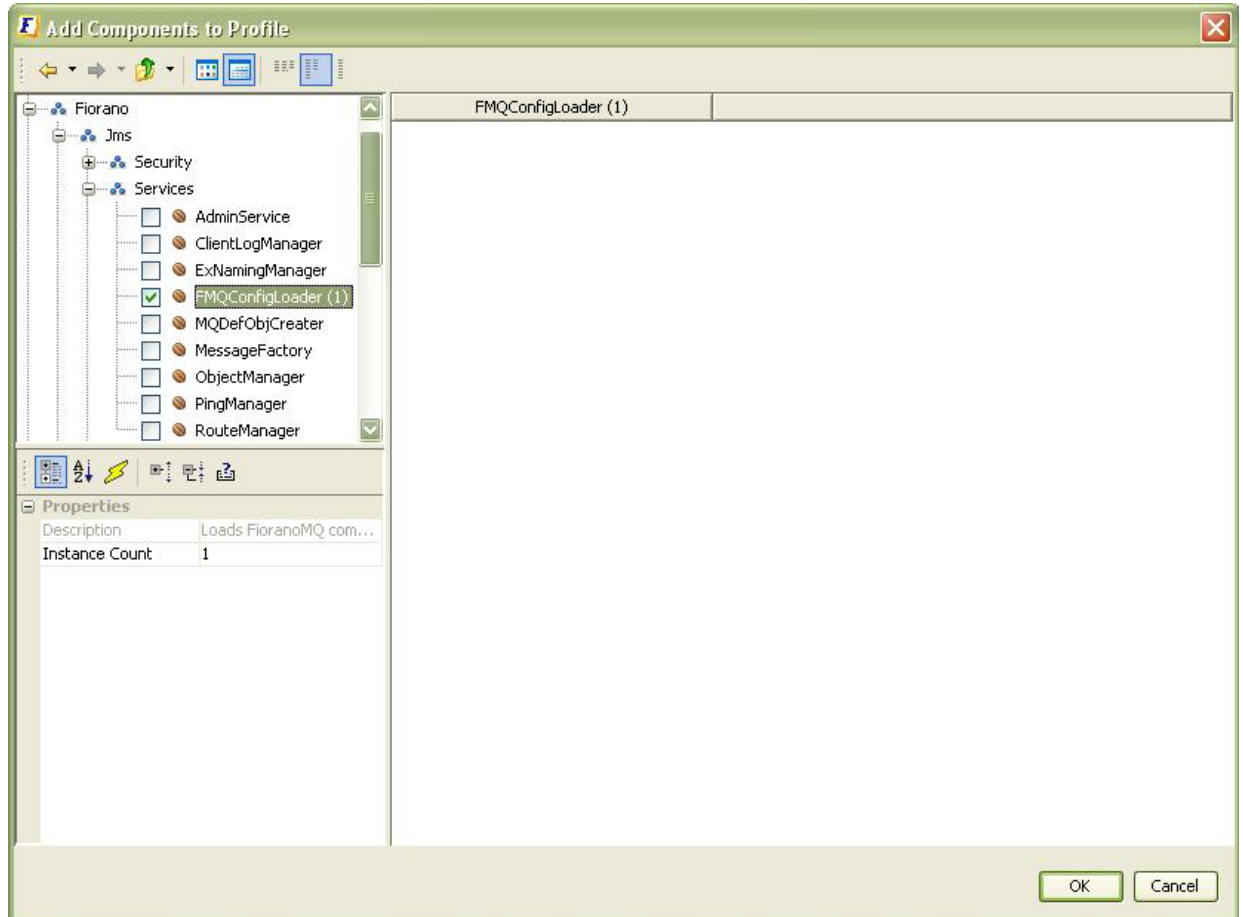 Add Components to Profile
Fiorano
Jms
Security
Services
AdminService
ClientLogManager
ExNamingManager
FMQConfigLoader (1)
MQDefObjCreater
MessageFactory
ObjectManager
PingManager
RouteManager
FMQConfigLoader (1)
Properties
Description Loads FioranoMQ com...
Instance Count 1
OK Cancel